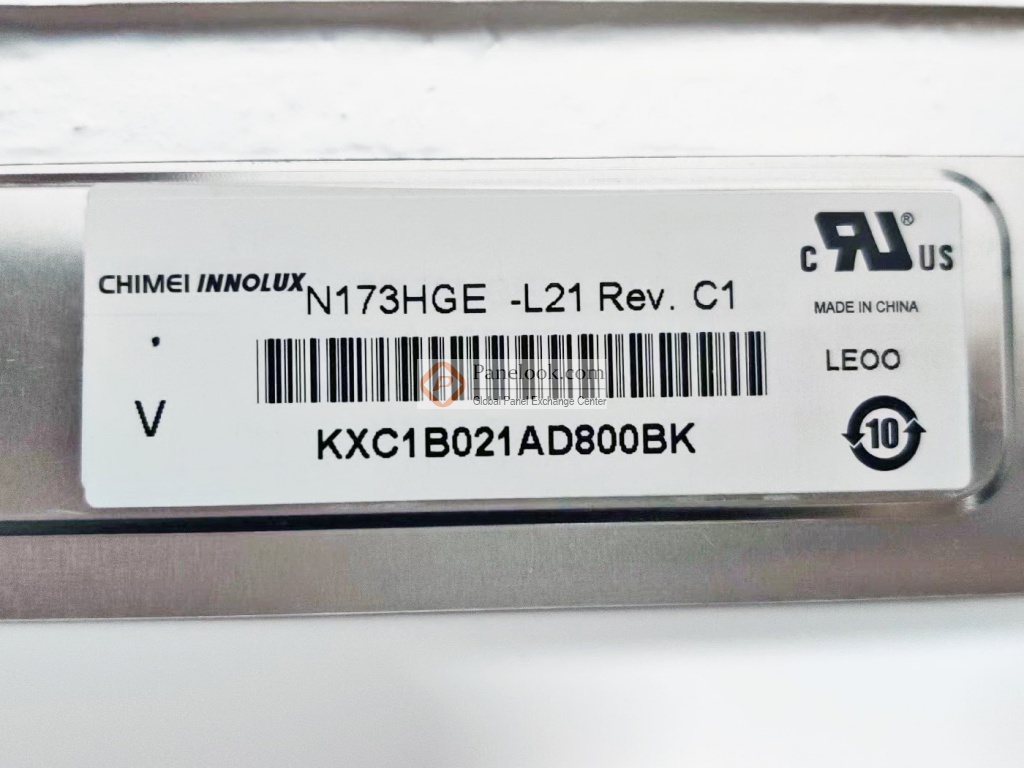 CHIMEI INNOLUX N173HGE -L21 Rev. C1
V
KXC1B021AD800BK
C RU® US
MADE IN CHINA
LEOO
10
Panelook.com
Global Panel Exchange Center